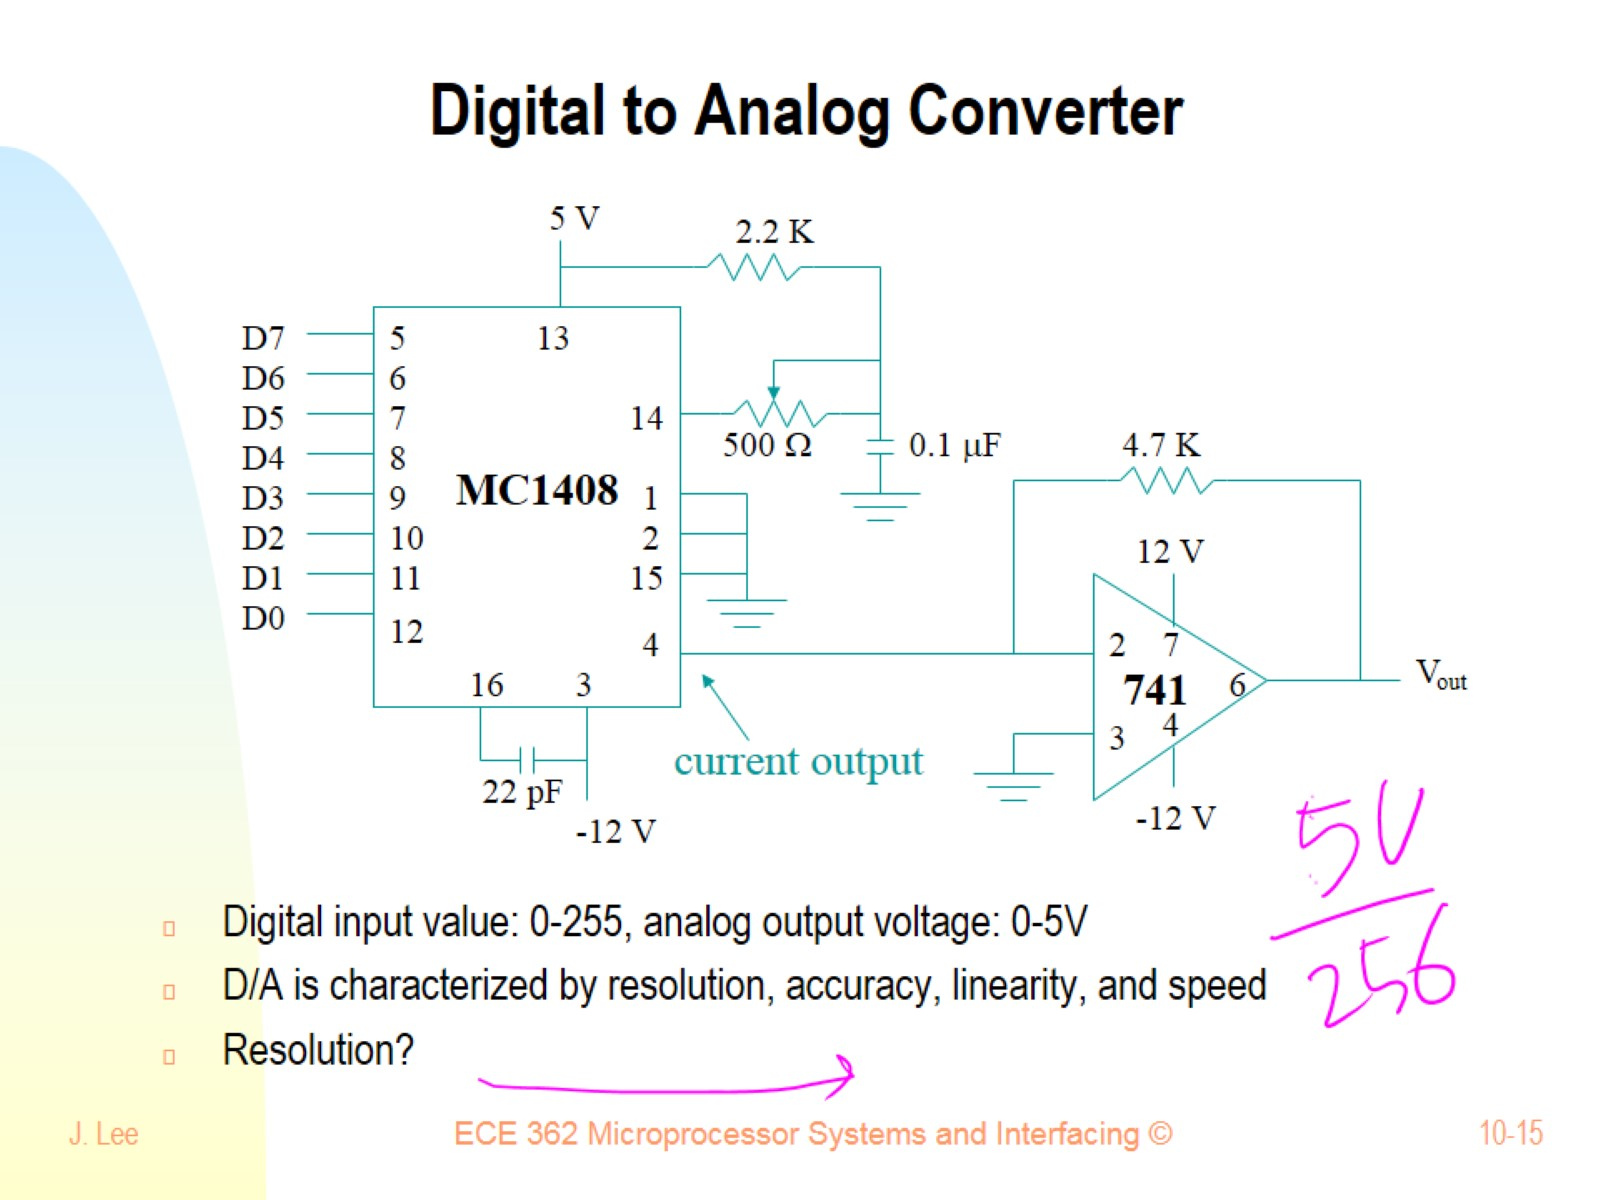 Digital to Analog Converter
5 V
2.2 K
D7
5
13
D6
6
D5
7
14
500 Ω
0.1 μF
4.7 K
D4
8
D3
9
MC1408
1
D2
10
2
12 V
D1
11
15
D0
12
4
2
7
16
3
741
6
Vout
3
4
current output
22 pF
-12 V
-12 V
5V
256
Digital input value: 0-255, analog output voltage: 0-5V
D/A is characterized by resolution, accuracy, linearity, and speed
Resolution?
J. Lee
ECE 362 Microprocessor Systems and Interfacing ©
10-15